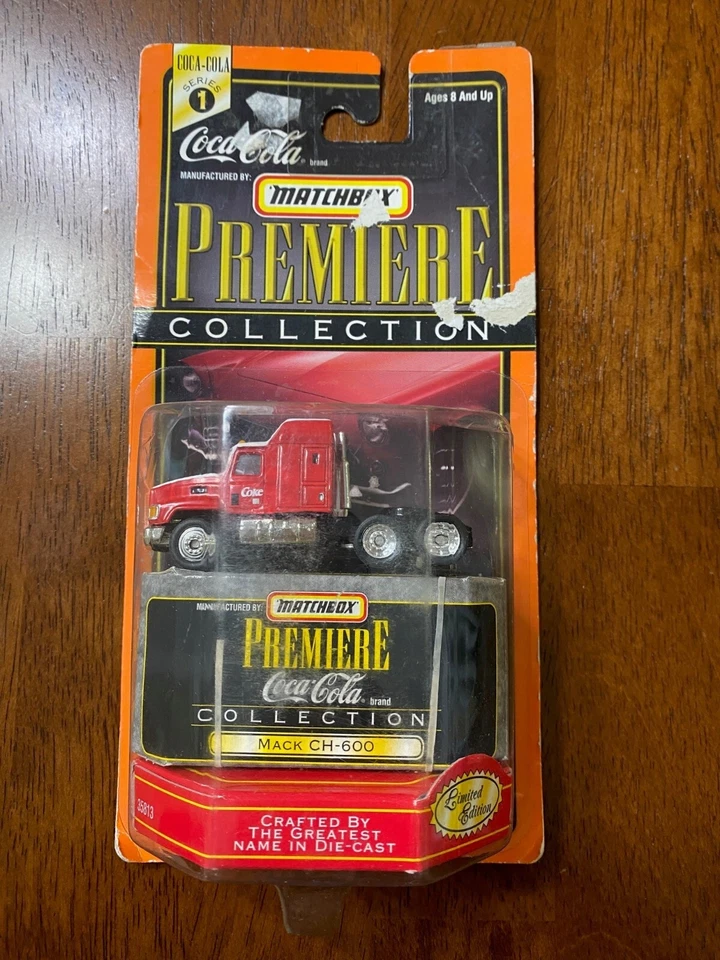 COCA-COLA
SERIES
1
Ages 8 And Up
Coca-Cola® brand
MANUFACTURED BY:
MATCHBOX
PREMIERE
COLLECTION
Coke
MANUFACTURED BY:
MATCHBOX
PREMIERE
Coca-Cola® brand
COLLECTION
MACK CH-600
35813
Limited
Edition
CRAFTED BY
THE GREATEST
NAME IN DIE-CAST